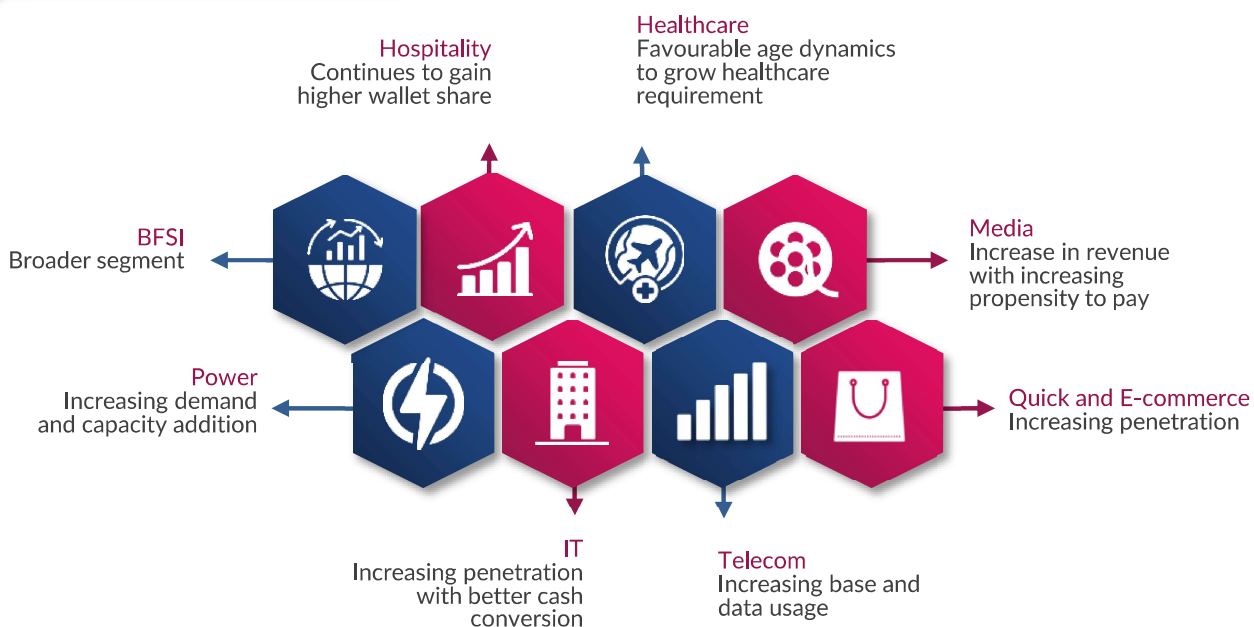 Hospitality
Continues to gain
higher wallet share
Healthcare
Favourable age dynamics
to grow healthcare
requirement
BFSI
Broader segment
Media
Increase in revenue
with increasing
propensity to pay
Power
Increasing demand
and capacity addition
Quick and E-commerce
Increasing penetration
IT
Increasing penetration
with better cash
conversion
Telecom
Increasing base and
data usage